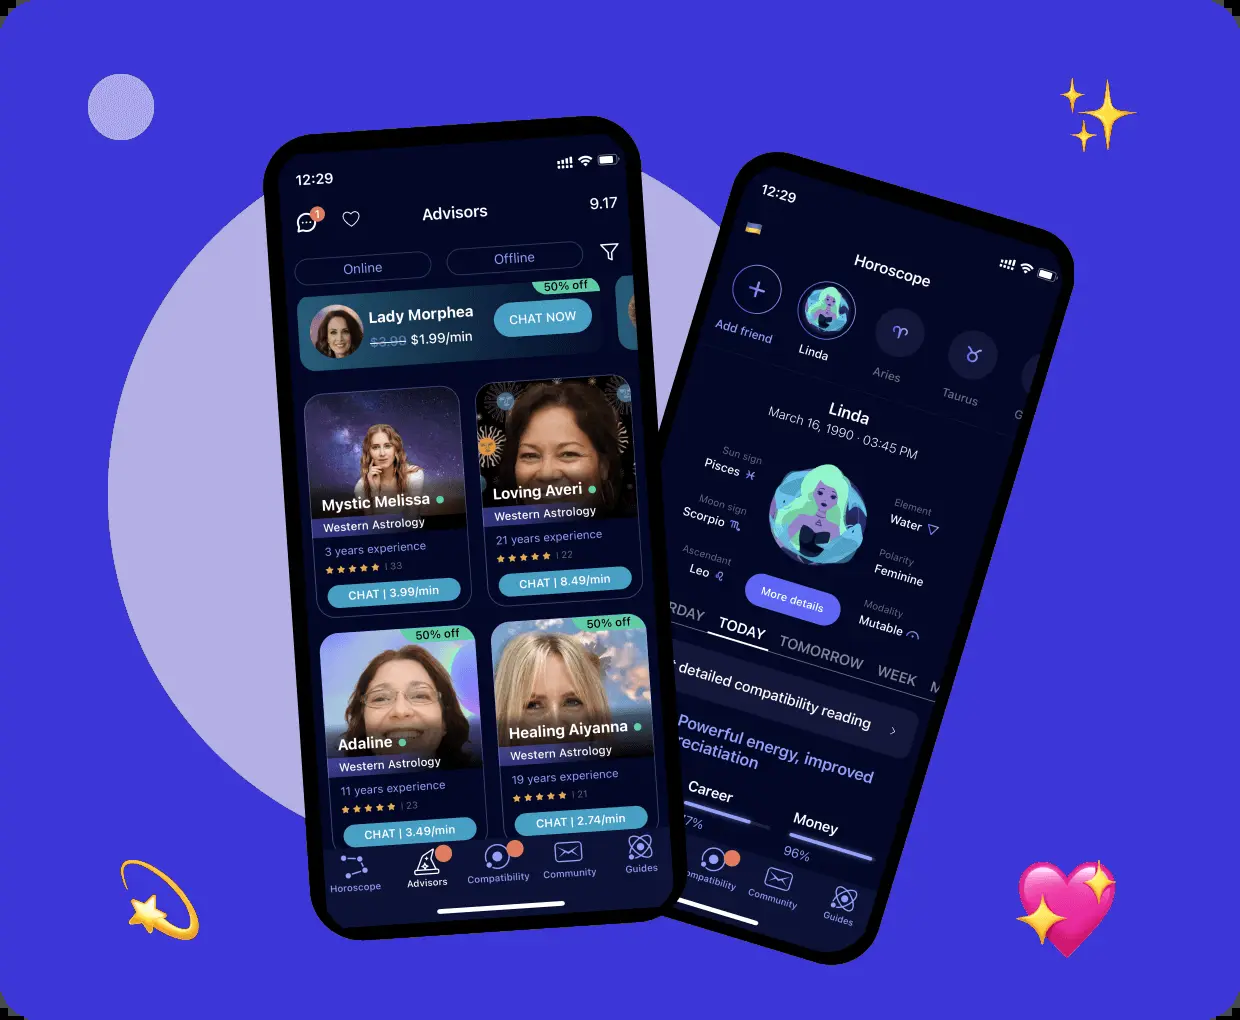 12:29
1
Advisors
9.17
Online
Offline
50% off
Lady Morphea
$3.99 $1.99/min
CHAT NOW
Mystic Melissa
Western Astrology
3 years experience
33
CHAT | 3.99/min
Loving Averi
Western Astrology
21 years experience
22
CHAT | 8.49/min
50% off
Adaline
Western Astrology
11 years experience
23
CHAT | 3.49/min
50% off
Healing Aiyanna
Western Astrology
19 years experience
21
CHAT | 2.74/min
Horoscope
Advisors
Compatibility
Community
Guides
12:29
Horoscope
Add friend
Linda
Aries
Taurus
G
Linda
March 16, 1990 · 03:45 PM
Sun sign
Pisces
Moon sign
Scorpio
Ascendant
Leo
Element
Water
Polarity
Feminine
Modality
Mutable
More details
RDAY
TODAY
TOMORROW
WEEK
M
detailed compatibility reading
Powerful energy, improved
reciatiation
Career
7%
Money
96%
ompatibility
Community
Guides